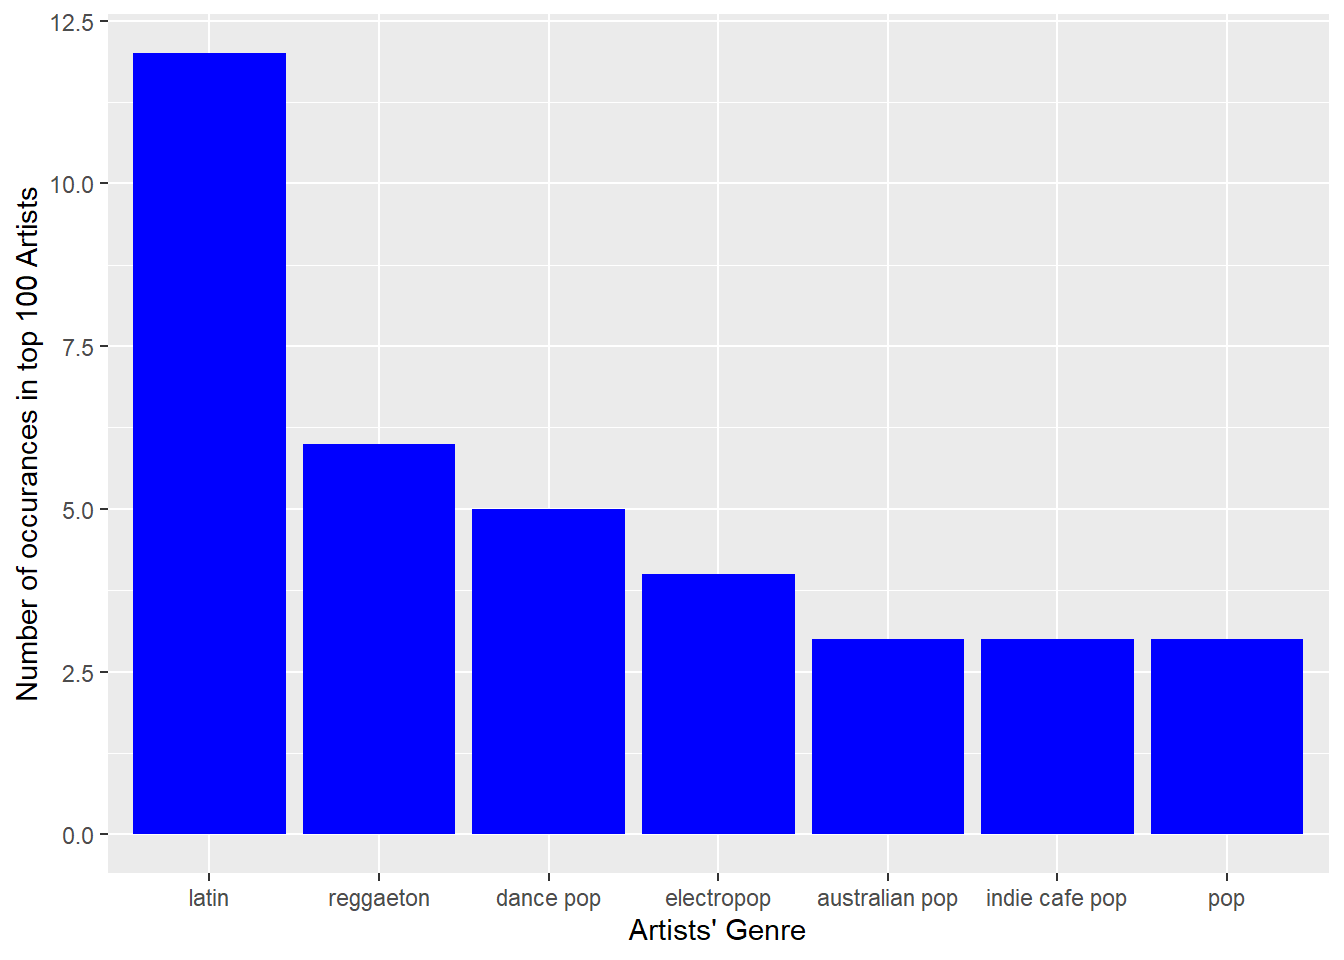 Number of occurances in top 100 Artists
12.5
10.0
7.5
5.0
2.5
0.0
latin reggaeton dance pop electropop australian pop indie cafe pop pop
Artists' Genre